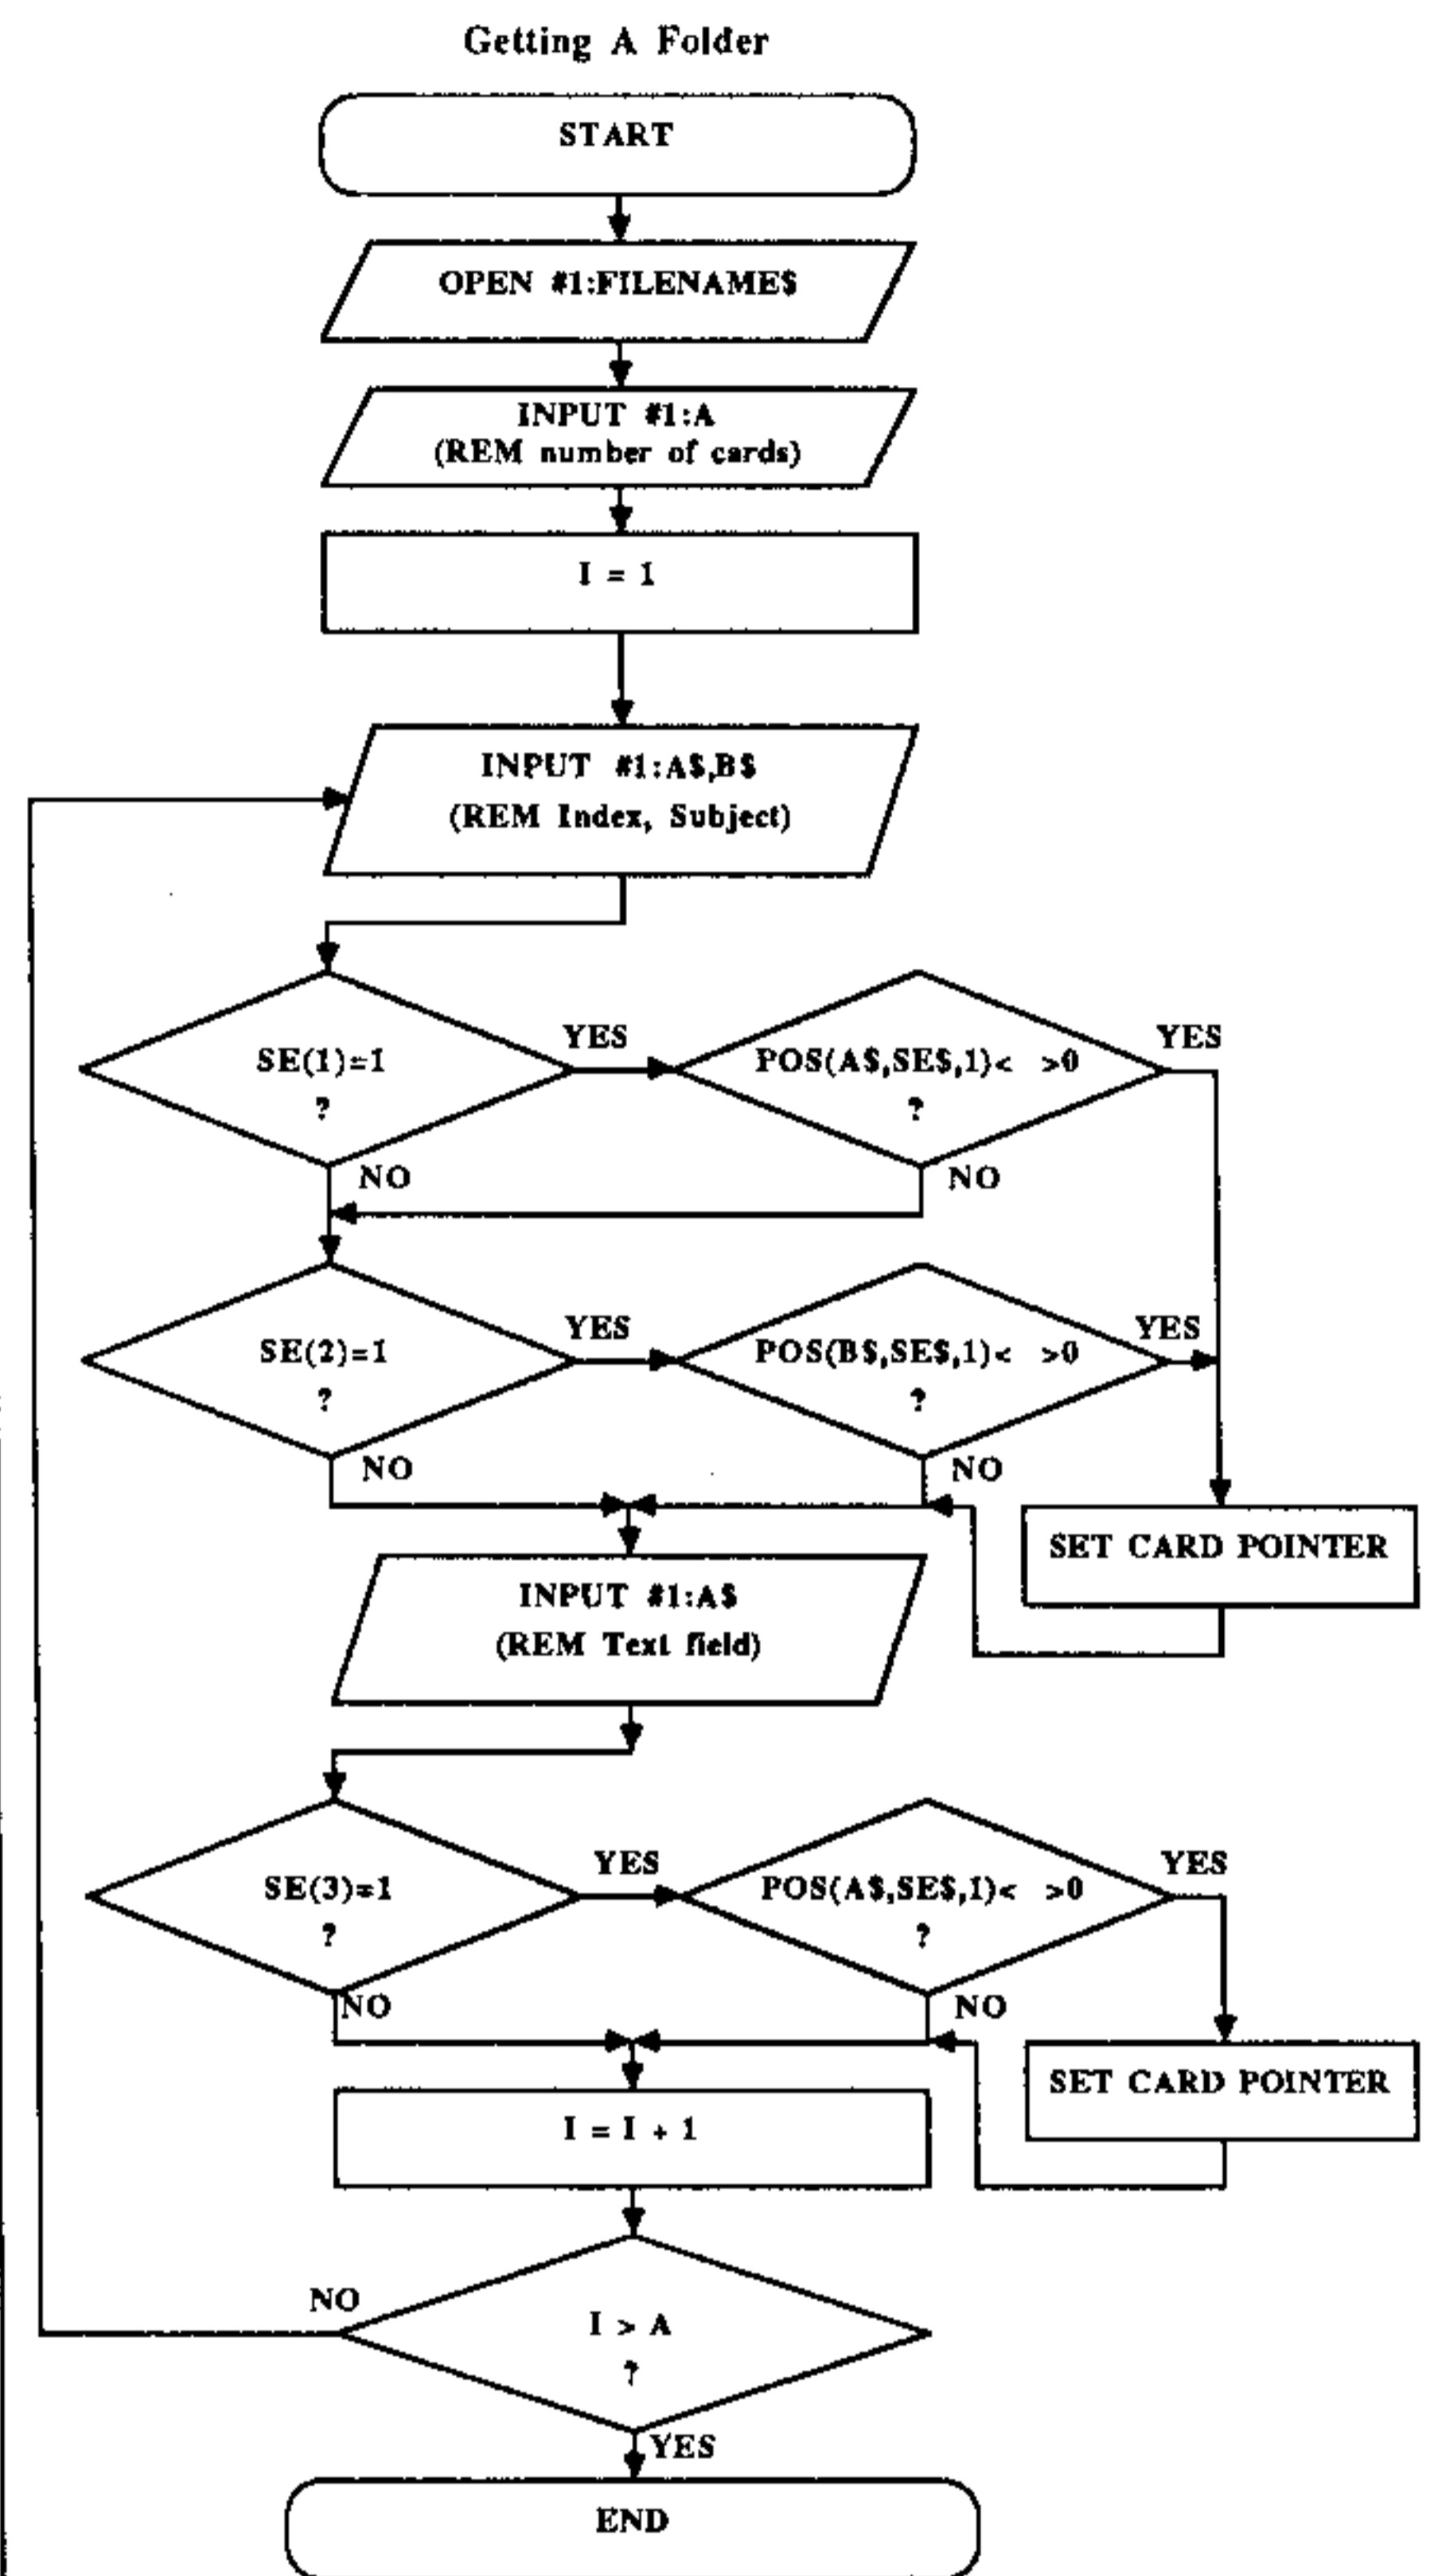 Getting A Folder
START
OPEN #1:FILENAME$
INPUT #1:A
(REM number of cards)
I = 1
INPUT #1:A$,B$
(REM Index, Subject)
SE(1)=1
?
YES
POS(A$,SE$,1)< >0
?
YES
NO
NO
SE(2)=1
?
YES
POS(B$,SE$,1)< >0
?
YES
NO
NO
SET CARD POINTER
INPUT #1:A$
(REM Text field)
SE(3)=1
?
YES
POS(A$,SE$,1)< >0
?
YES
NO
NO
SET CARD POINTER
I = I + 1
NO
I > A
?
YES
END